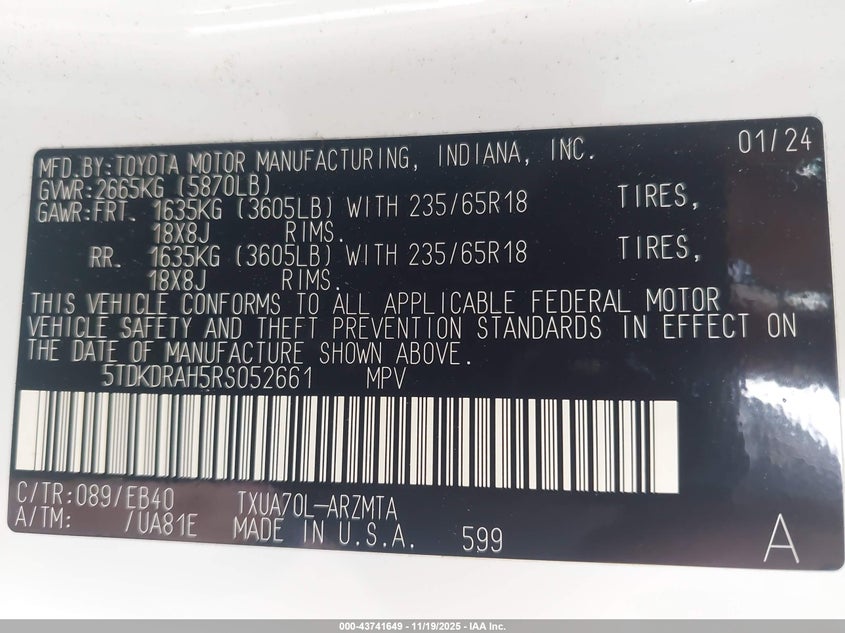 MFD.BY:TOYOTA MOTOR MANUFACTURING, INDIANA, INC. 01/24
GVWR:2665KG (5870LB)
GAWR:FRT. 1635KG (3605LB) WITH 235/65R18 TIRES,
18X8J RIMS.
RR. 1635KG (3605LB) WITH 235/65R18 TIRES,
18X8J RIMS.
THIS VEHICLE CONFORMS TO ALL APPLICABLE FEDERAL MOTOR
VEHICLE SAFETY AND THEFT PREVENTION STANDARDS IN EFFECT ON
THE DATE OF MANUFACTURE SHOWN ABOVE.
5TDKDRAH5RS052661 MPV
C/TR:089/EB40 TXUA70L-ARZMTA
A/TM: /UA81E MADE IN U.S.A. 599 A
000-43741649 - 11/19/2025 - IAA Inc.